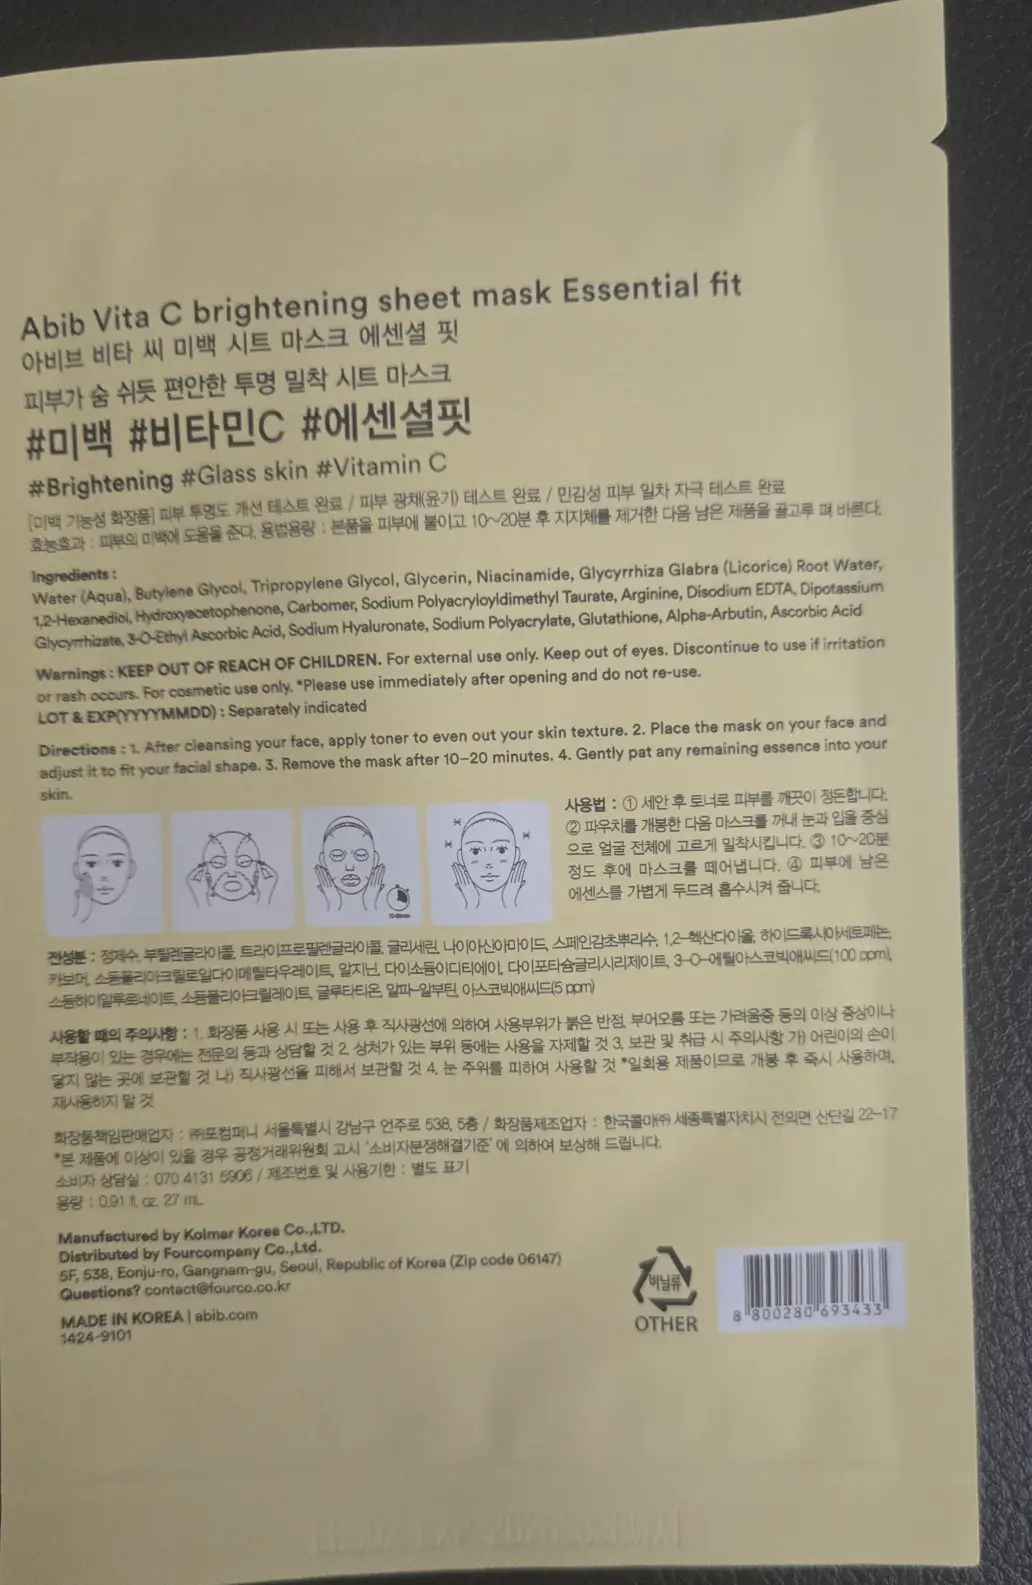 Abib Vita C brightening sheet mask Essential fit
아비브 비타 씨 미백 시트 마스크 에센셜 핏
피부가 숨 쉬듯 편안한 투명 밀착 시트 마스크
#미백 #비타민C #에센셜핏
#Brightening #Glass skin #Vitamin C
[미백 기능성 화장품] 피부 투명도 개선 테스트 완료 / 피부 광채(윤기) 테스트 완료 / 민감성 피부 일차 자극 테스트 완료
효능효과 : 피부의 미백에 도움을 준다. 용법용량 : 본품을 피부에 붙이고 10~20분 후 지지체를 제거한 다음 남은 제품을 골고루 펴 바른다.
Ingredients :
Water (Aqua), Butylene Glycol, Tripropylene Glycol, Glycerin, Niacinamide, Glycyrrhiza Glabra (Licorice) Root Water,
1,2-Hexanediol, Hydroxyacetophenone, Carbomer, Sodium Polyacryloyldimethyl Taurate, Arginine, Disodium EDTA, Dipotassium
Glycyrrhizate, 3-O-Ethyl Ascorbic Acid, Sodium Hyaluronate, Sodium Polyacrylate, Glutathione, Alpha-Arbutin, Ascorbic Acid
Warnings : KEEP OUT OF REACH OF CHILDREN. For external use only. Keep out of eyes. Discontinue to use if irritation
or rash occurs. For cosmetic use only. *Please use immediately after opening and do not re-use.
LOT & EXP(YYYYMMDD) : Separately indicated
Directions : 1. After cleansing your face, apply toner to even out your skin texture. 2. Place the mask on your face and
adjust it to fit your facial shape. 3. Remove the mask after 10-20 minutes. 4. Gently pat any remaining essence into your
skin.
사용법 : ① 세안 후 토너로 피부를 깨끗이 정돈합니다.
② 파우치를 개봉한 다음 마스크를 꺼내 눈과 입을 중심
으로 얼굴 전체에 고르게 밀착시킵니다. ③ 10~20분
정도 후에 마스크를 떼어냅니다. ④ 피부에 남은
에센스를 가볍게 두드려 흡수시켜 줍니다.
전성분 : 정제수, 부틸렌글라이콜, 트라이프로필렌글라이콜, 글리세린, 나이아신아마이드, 스페인감초뿌리수, 1,2-헥산다이올, 하이드록시아세토페논,
카보머, 소듐폴리아크릴로일다이메틸타우레이트, 알지닌, 다이소듐이디티에이, 다이포타슘글리시리제이트, 3-O-에틸아스코빅애씨드(100 ppm),
소듐하이알루로네이트, 소듐폴리아크릴레이트, 글루타티온, 알파-알부틴, 아스코빅애씨드(5 ppm)
사용할 때의 주의사항 : 1. 화장품 사용 시 또는 사용 후 직사광선에 의하여 사용부위가 붉은 반점, 부어오름 또는 가려움증 등의 이상 증상이나
부작용이 있는 경우에는 전문의 등과 상담할 것 2. 상처가 있는 부위 등에는 사용을 자제할 것 3. 보관 및 취급 시 주의사항 가) 어린이의 손이
닿지 않는 곳에 보관할 것 나) 직사광선을 피해서 보관할 것 4. 눈 주위를 피하여 사용할 것 *일회용 제품이므로 개봉 후 즉시 사용하며,
재사용하지 말 것
화장품책임판매업자 : ㈜포컴퍼니 서울특별시 강남구 언주로 538, 5층 / 화장품제조업자 : 한국콜마㈜ 세종특별자치시 전의면 산단길 22-17
*본 제품에 이상이 있을 경우 공정거래위원회 고시 '소비자분쟁해결기준' 에 의하여 보상해 드립니다.
소비자 상담실 : 070 4131 5906 / 제조번호 및 사용기한 : 별도 표기
용량 : 0.91 fl. oz. 27 mL
Manufactured by Kolmar Korea Co.,LTD.
Distributed by Fourcompany Co.,Ltd.
5F, 538, Eonju-ro, Gangnam-gu, Seoul, Republic of Korea (Zip code 06147)
Questions? contact@fourco.co.kr
MADE IN KOREA | abib.com
1424-9101
비닐류
OTHER
8 800280 693433